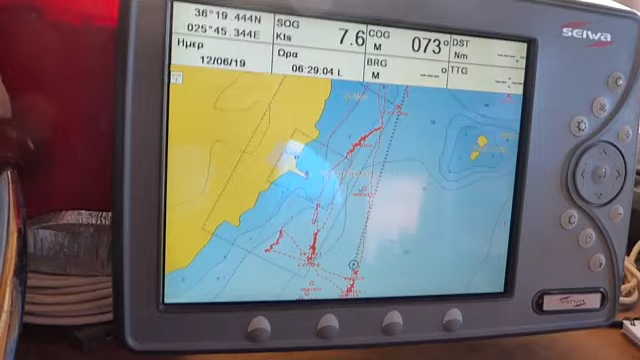 36°19.444N
025°45.344E
SOG
Kts
7.6
COG
M
073°
DST
Nm
---.--
Ημερ
12/06/19
Ωρα
06:29:04 L
BRG
M
---°
TTG
--:--
SEIWA
SEIWA